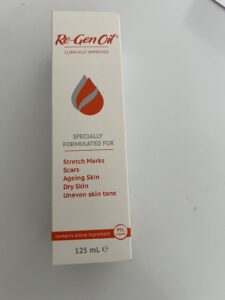 Re-Gen Oil
CLINICALLY APPROVED
SPECIALLY
FORMULATED FOR
Stretch Marks
Scars
Ageing Skin
Dry Skin
Uneven skin tone
contains active ingredient
125 mL ℮